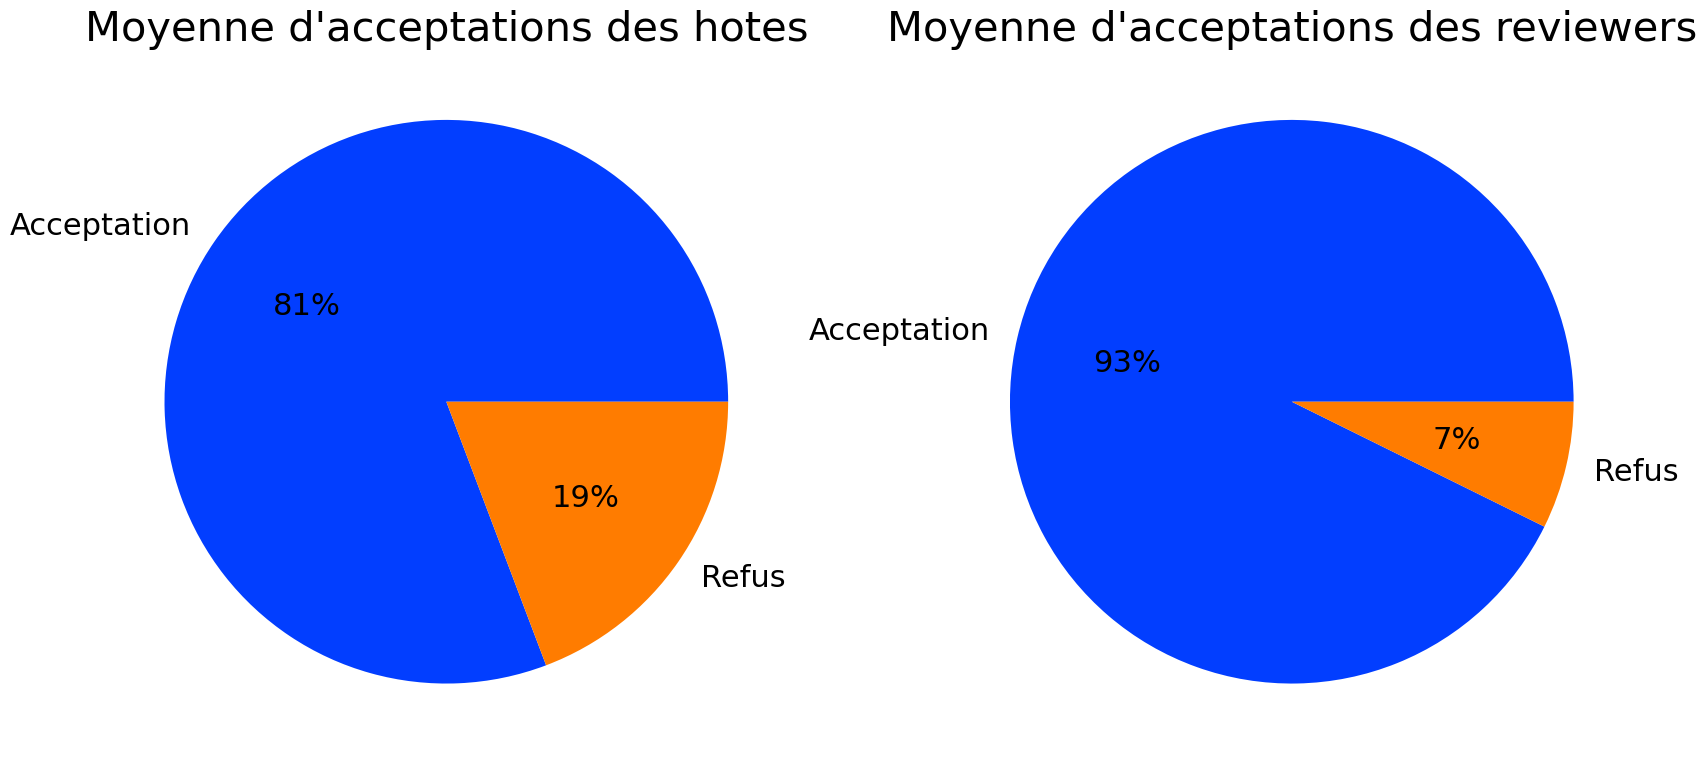 Moyenne d'acceptations des hotes
Acceptation
81%
19%
Refus
Moyenne d'acceptations des reviewers
Acceptation
93%
7%
Refus